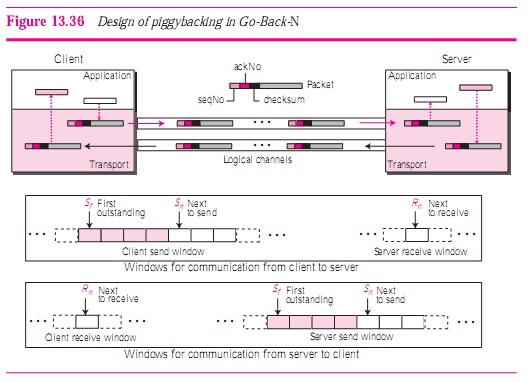 Figure 13.36 Design of piggybacking in Go-Back-N
Client
Server
ackNo
Application
Application
Packet
seqNo
checksum
Logical channels
Transport
Transport
Sf First
outstanding
Sn Next
to send
Rn Next
to receive
Client send window
Server receive window
Windows for communication from client to server
Rn Next
to receive
Sf First
outstanding
Sn Next
to send
Client receive window
Server send window
Windows for communication from server to client